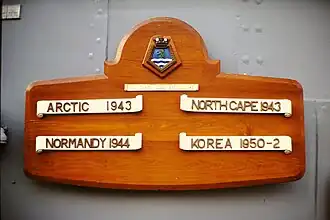 ARCTIC 1943
NORTH CAPE 1943
NORMANDY 1944
KOREA 1950-2